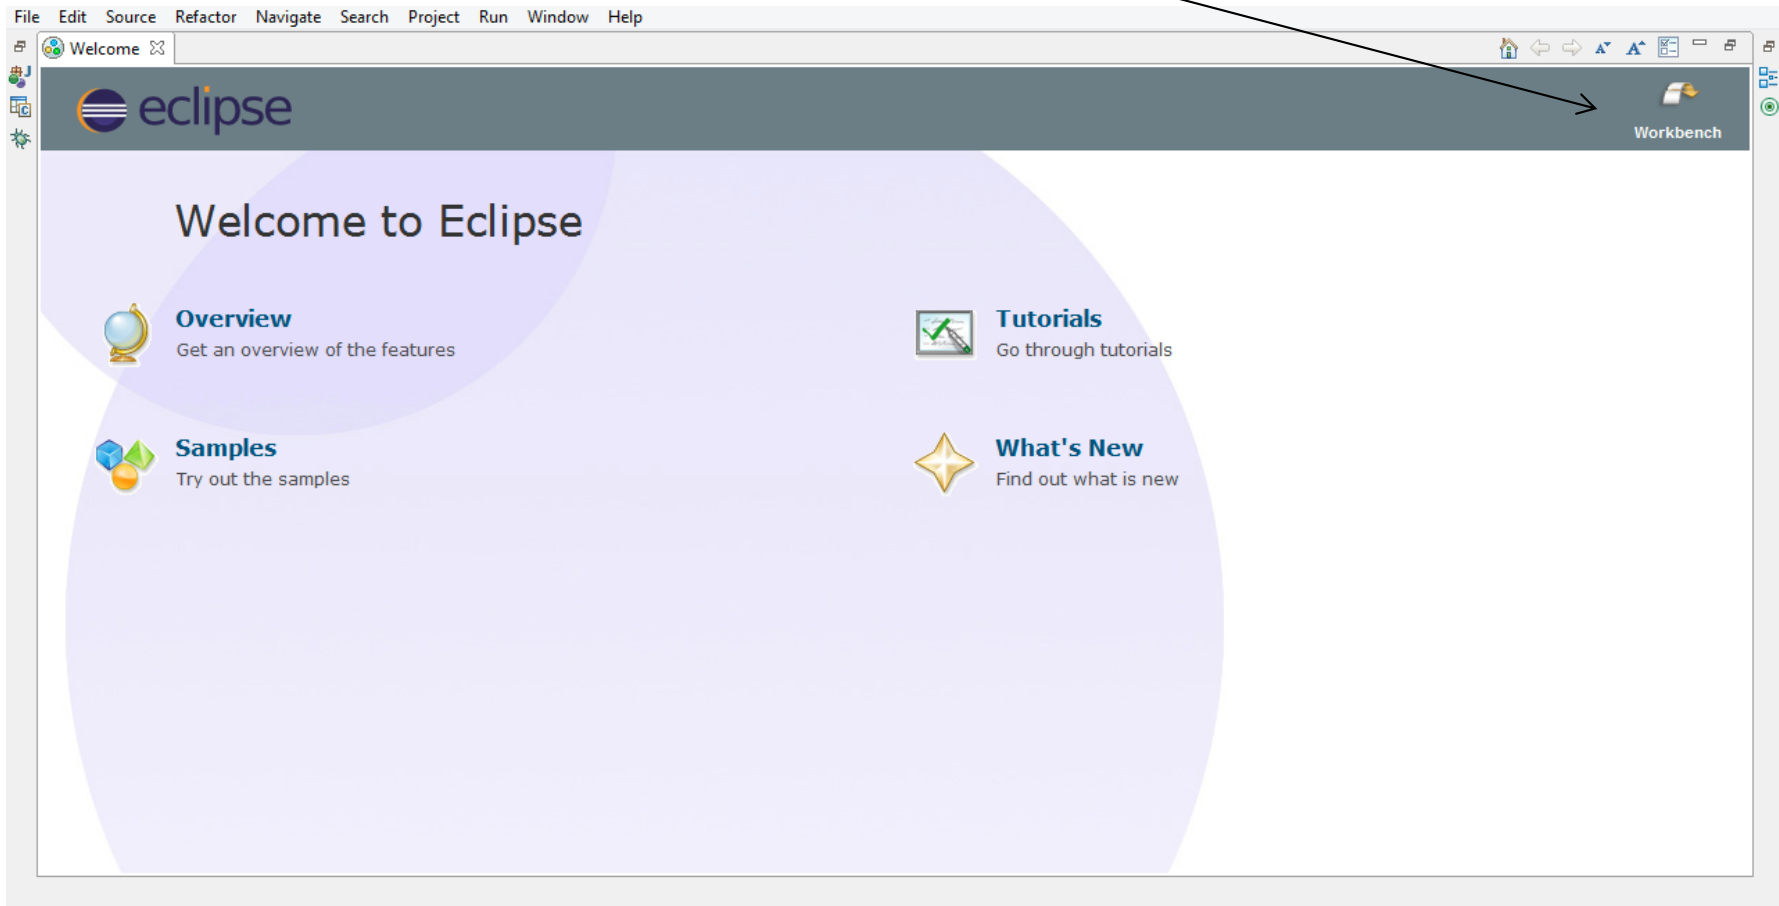 File Edit Source Refactor Navigate Search Project Run Window Help
Welcome
eclipse
Workbench
Welcome to Eclipse
Overview
Get an overview of the features
Tutorials
Go through tutorials
Samples
Try out the samples
What's New
Find out what is new